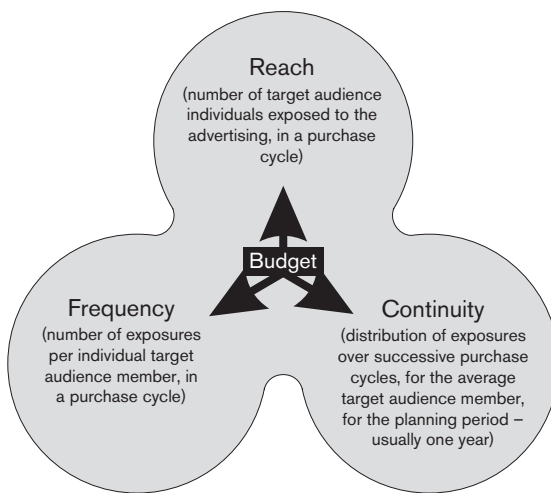 Reach
(number of target audience
individuals exposed to the
advertising, in a purchase
cycle)
Budget
Frequency
(number of exposures
per individual target
audience member, in
a purchase cycle)
Continuity
(distribution of exposures
over successive purchase
cycles, for the average
target audience member,
for the planning period –
usually one year)